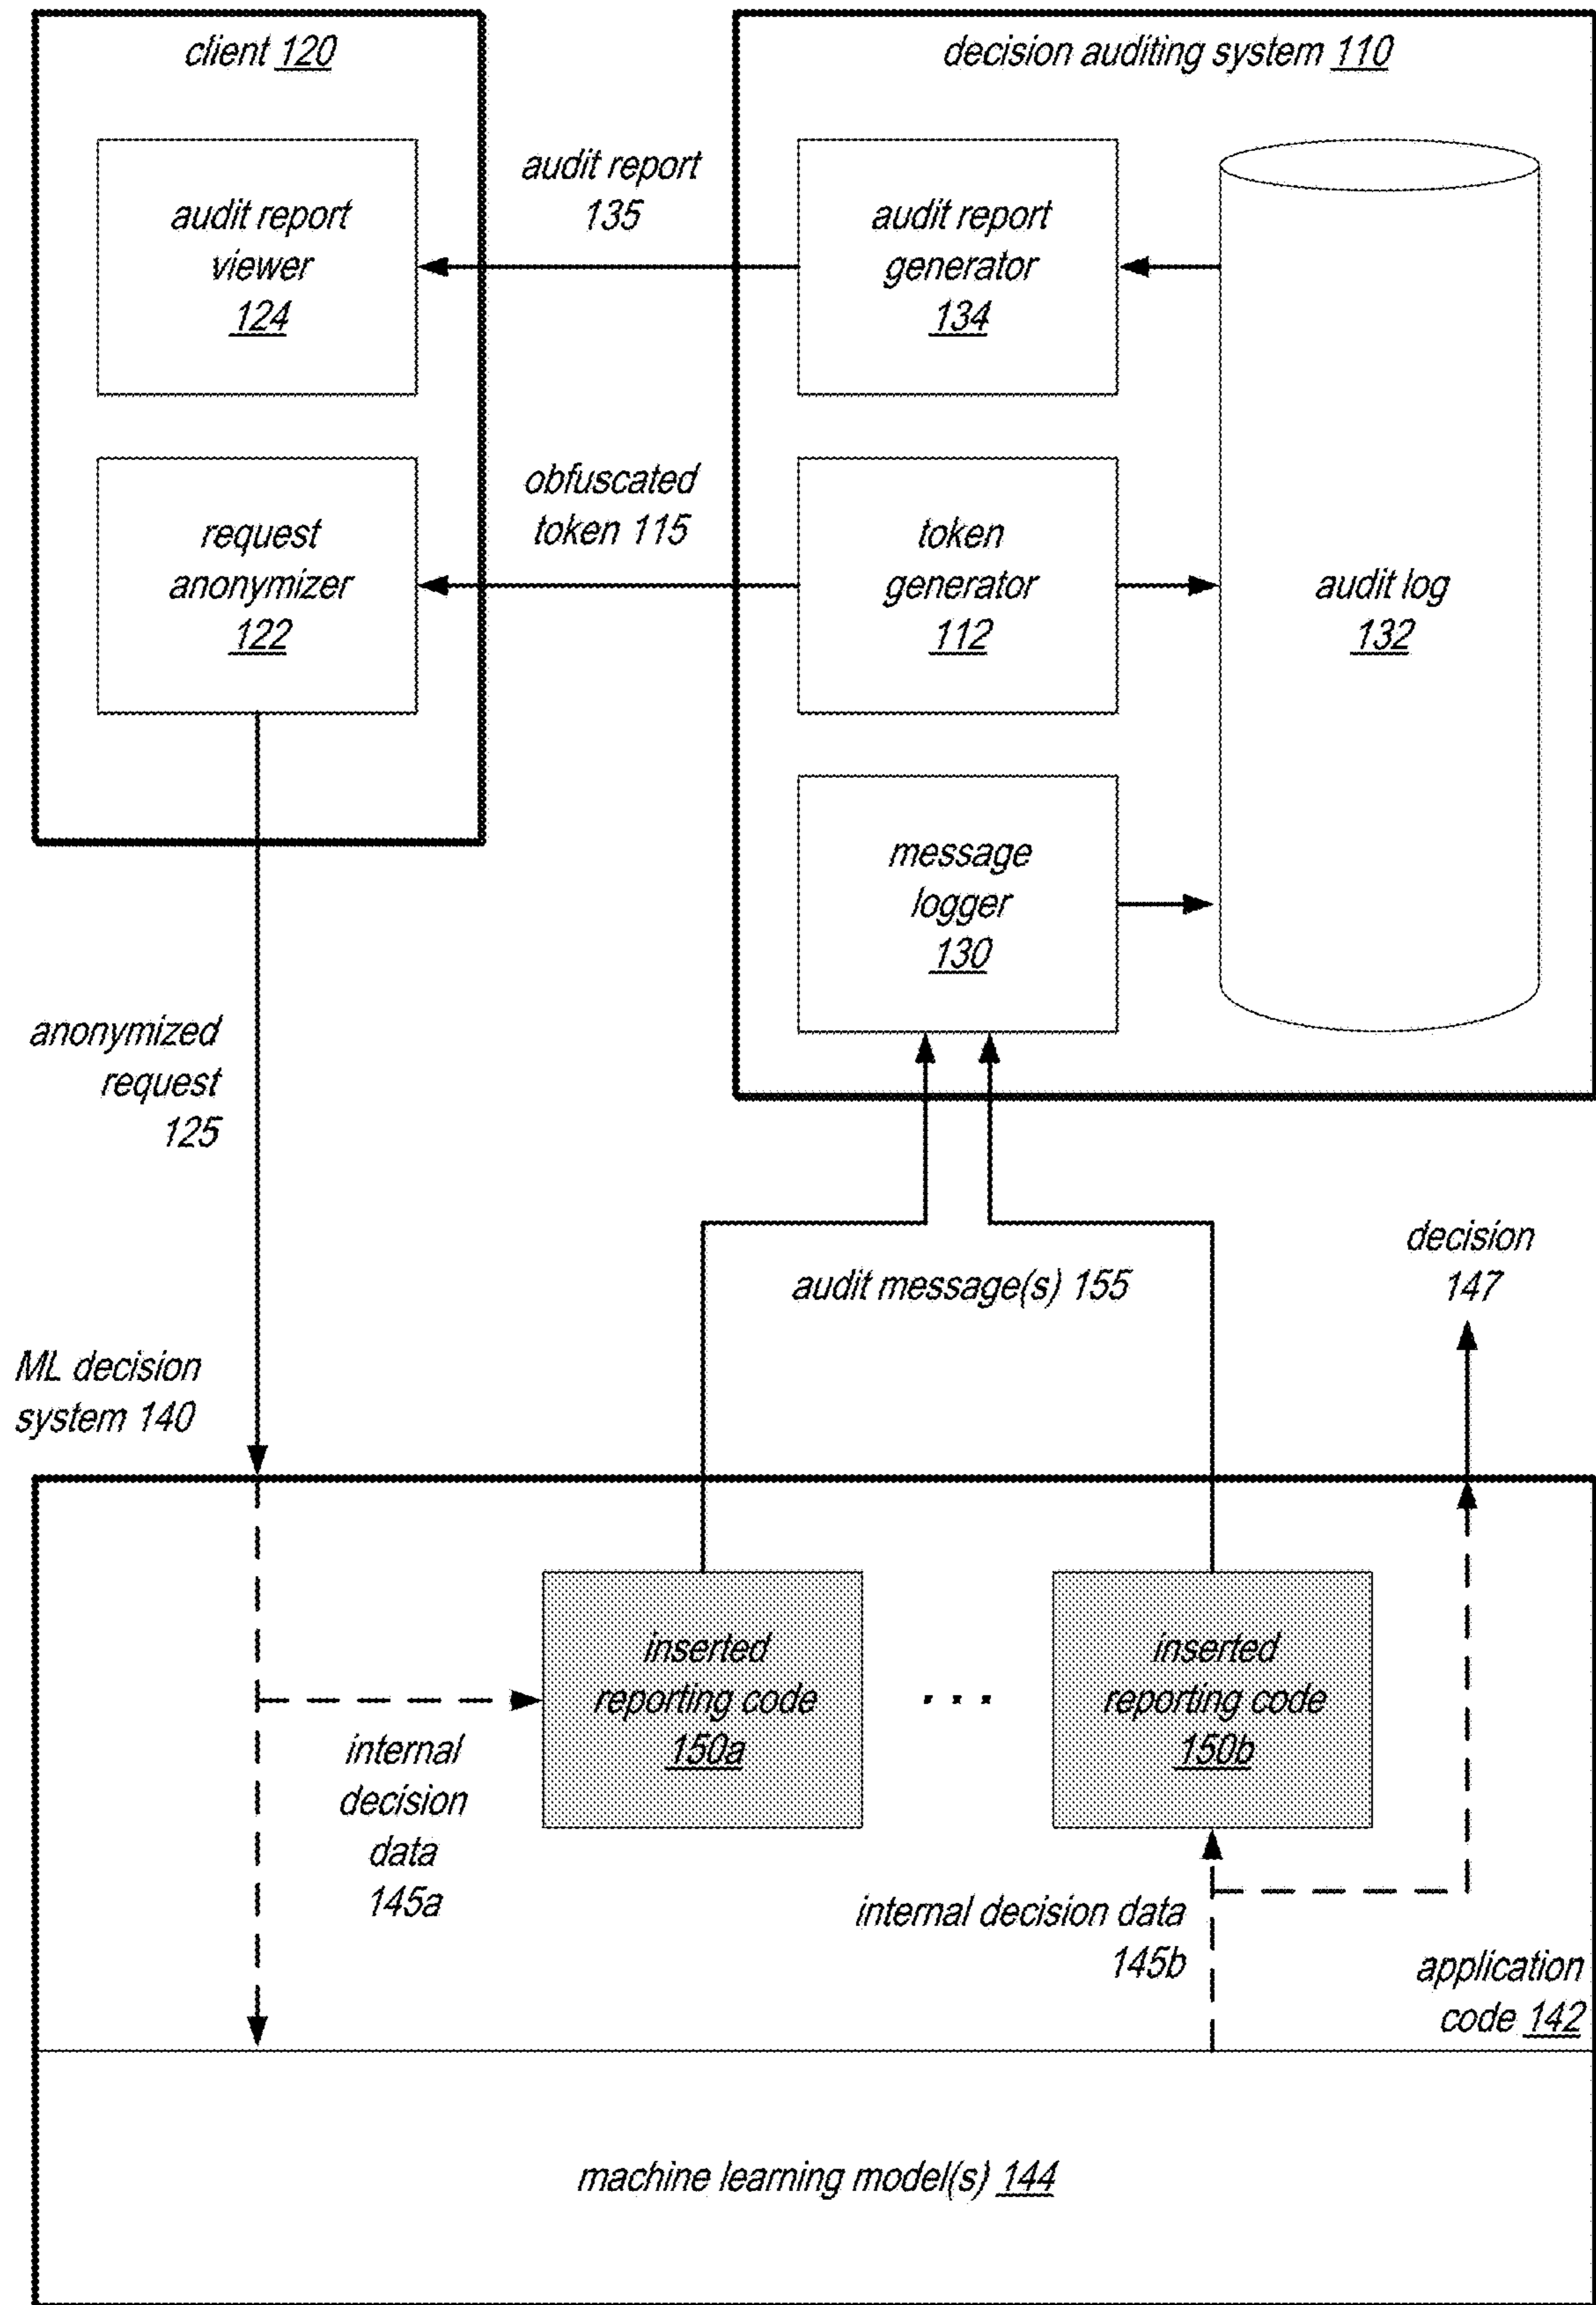 client 120
decision auditing system 110
audit report
viewer
124
audit report
135
audit report
generator
134
request
anonymizer
122
obfuscated
token 115
token
generator
112
audit log
132
message
logger
130
anonymized
request
125
audit message(s) 155
decision
147
ML decision
system 140
inserted
reporting code
150a
. . .
inserted
reporting code
150b
internal
decision
data
145a
internal decision data
145b
application
code 142
machine learning model(s) 144